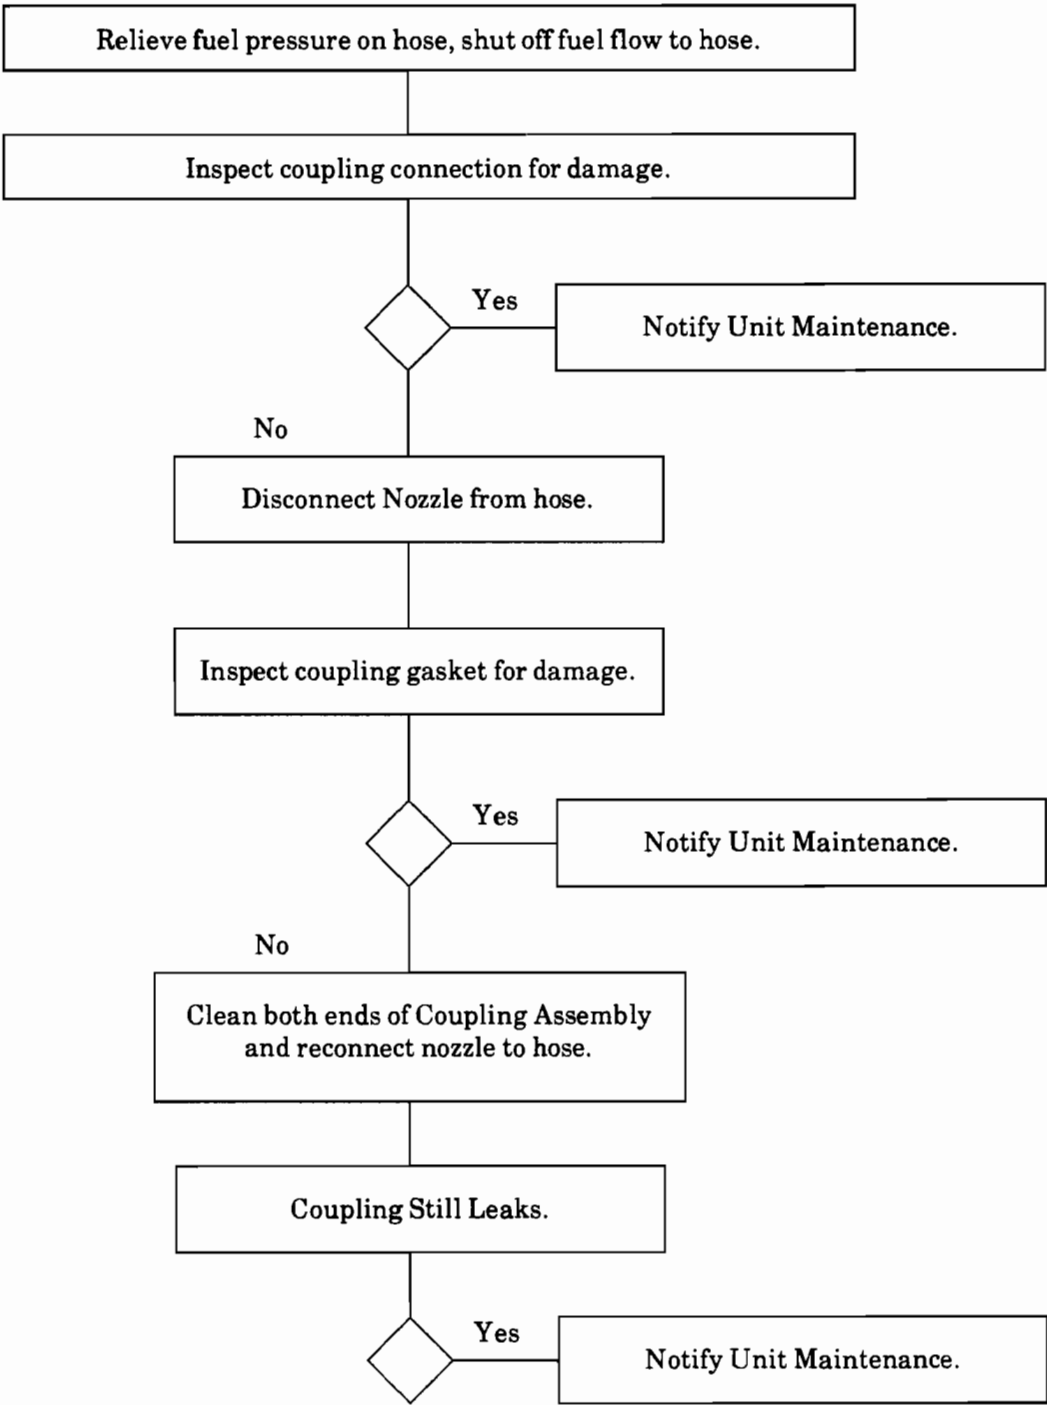 Relieve fuel pressure on hose, shut off fuel flow to hose.
Inspect coupling connection for damage.
Yes
Notify Unit Maintenance.
No
Disconnect Nozzle from hose.
Inspect coupling gasket for damage.
Yes
Notify Unit Maintenance.
No
Clean both ends of Coupling Assembly
and reconnect nozzle to hose.
Coupling Still Leaks.
Yes
Notify Unit Maintenance.